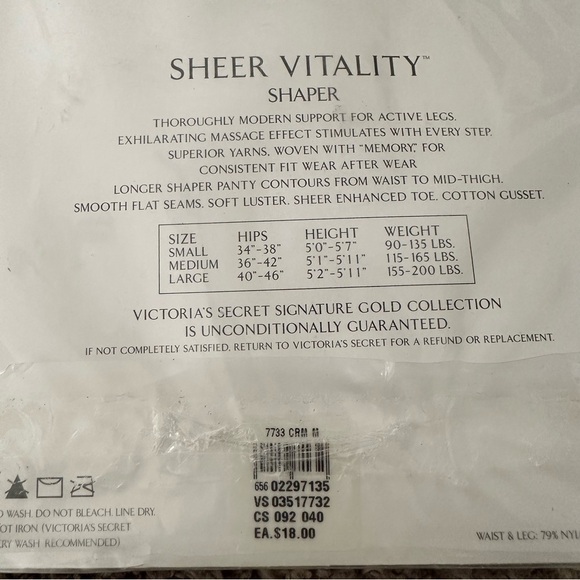 SHEER VITALITY™
SHAPER
THOROUGHLY MODERN SUPPORT FOR ACTIVE LEGS.
EXHILARATING MASSAGE EFFECT STIMULATES WITH EVERY STEP.
SUPERIOR YARNS, WOVEN WITH "MEMORY," FOR
CONSISTENT FIT WEAR AFTER WEAR
LONGER SHAPER PANTY CONTOURS FROM WAIST TO MID-THIGH.
SMOOTH FLAT SEAMS. SOFT LUSTER. SHEER ENHANCED TOE. COTTON GUSSET.
SIZE HIPS HEIGHT WEIGHT
SMALL 34"-38" 5'0"-5'7" 90-135 LBS.
MEDIUM 36"-42" 5'1"-5'11" 115-165 LBS.
LARGE 40"-46" 5'2"-5'11" 155-200 LBS.
VICTORIA'S SECRET SIGNATURE GOLD COLLECTION
IS UNCONDITIONALLY GUARANTEED.
IF NOT COMPLETELY SATISFIED, RETURN TO VICTORIA'S SECRET FOR A REFUND OR REPLACEMENT.
7733 CRM M
656 02297135
VS 03517732
CS 092 040
EA. $18.00
WASH. DO NOT BLEACH. LINE DRY.
IRON (VICTORIA'S SECRET
WASH RECOMMENDED)
WAIST & LEG: 79%